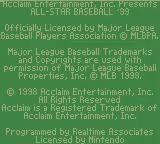 Acclaim Entertainment, Inc. Presents
ALL-STAR BASEBALL '99
Officially Licensed by Major League
Baseball Players Association © MLBPA.
Major League Baseball Trademarks
and Copyrights are used with
permission of Major League Baseball
Properties, Inc. © MLB 1998.
© 1998 Acclaim Entertainment, Inc.
All Rights Reserved
Acclaim is a Registered Trademark of
Acclaim Entertainment, Inc.
Programmed by Realtime Associates
Licensed by Nintendo